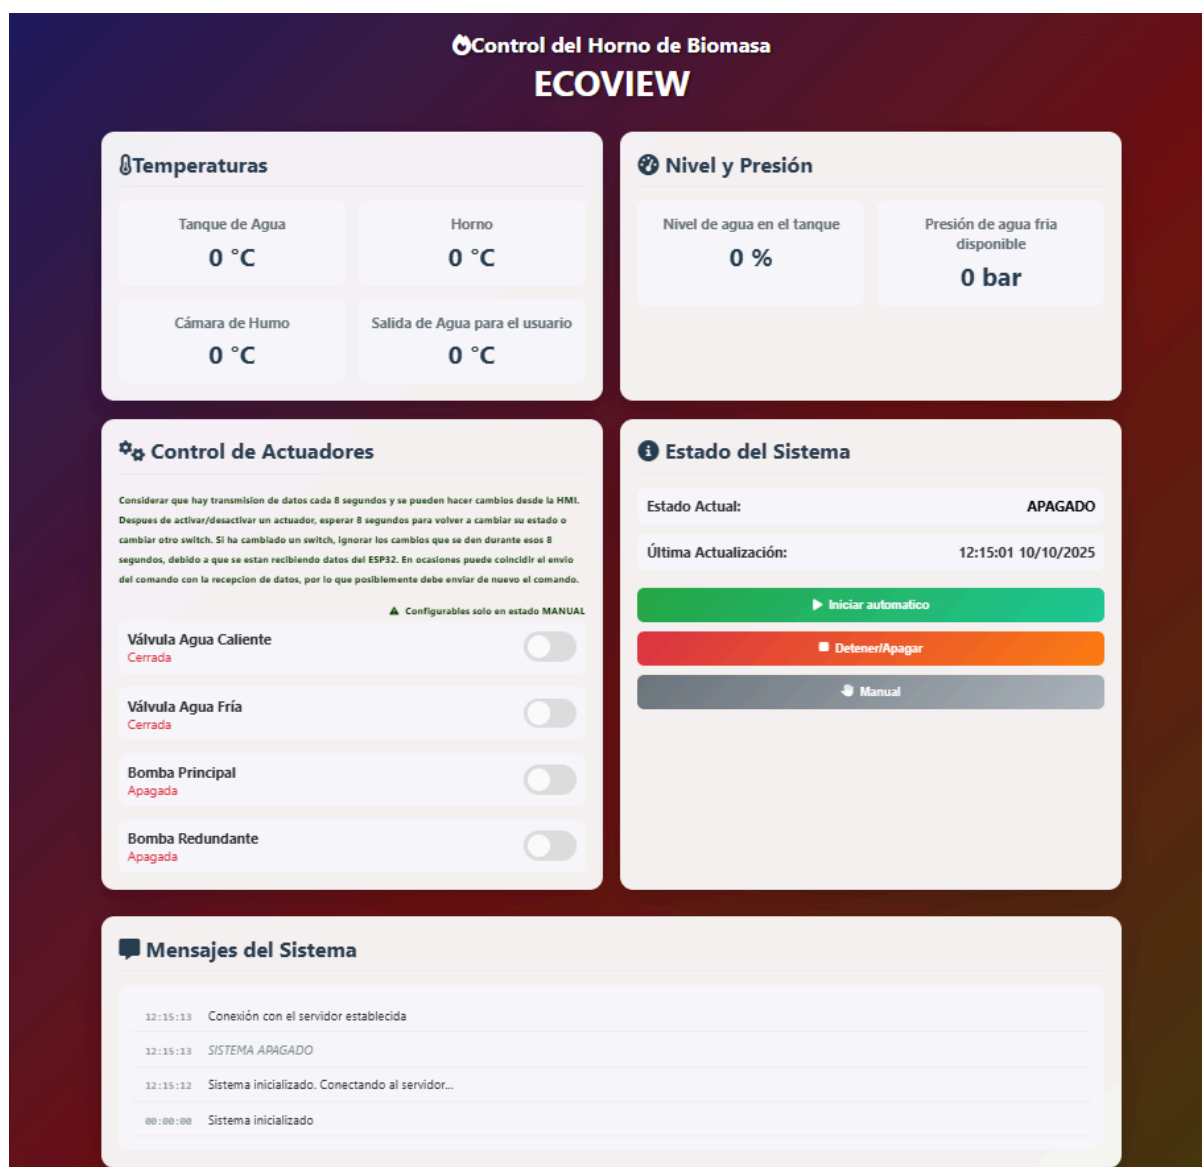 Control del Horno de Biomasa
ECOVIEW
Temperaturas
Tanque de Agua
0 °C
Horno
0 °C
Cámara de Humo
0 °C
Salida de Agua para el usuario
0 °C
Nivel y Presión
Nivel de agua en el tanque
0 %
Presión de agua fria
disponible
0 bar
Control de Actuadores
Considerar que hay transmision de datos cada 8 segundos y se pueden hacer cambios desde la HMI.
Despues de activar/desactivar un actuador, esperar 8 segundos para volver a cambiar su estado o
cambiar otro switch. Si ha cambiado un switch, ignorar los cambios que se den durante esos 8
segundos, debido a que se estan recibiendo datos del ESP32. En ocasiones puede coincidir el envio
del comando con la recepcion de datos, por lo que posiblemente debe enviar de nuevo el comando.
Configurables solo en estado MANUAL
Válvula Agua Caliente
Cerrada
Válvula Agua Fría
Cerrada
Bomba Principal
Apagada
Bomba Redundante
Apagada
Estado del Sistema
Estado Actual: APAGADO
Última Actualización: 12:15:01 10/10/2025
Iniciar automatico
Detener/Apagar
Manual
Mensajes del Sistema
12:15:13 Conexión con el servidor establecida
12:15:13 SISTEMA APAGADO
12:15:12 Sistema inicializado. Conectando al servidor...
00:00:00 Sistema inicializado